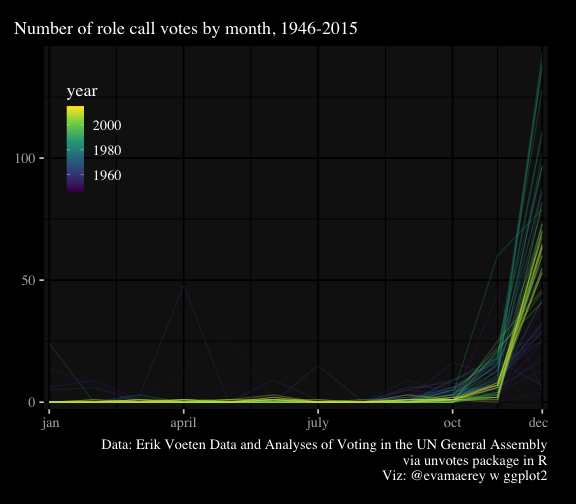 Number of role call votes by month, 1946-2015
year
2000
1980
1960
100
50
0
jan april july oct dec
Data: Erik Voeten Data and Analyses of Voting in the UN General Assembly
via unvotes package in R
Viz: @evamaerey w ggplot2